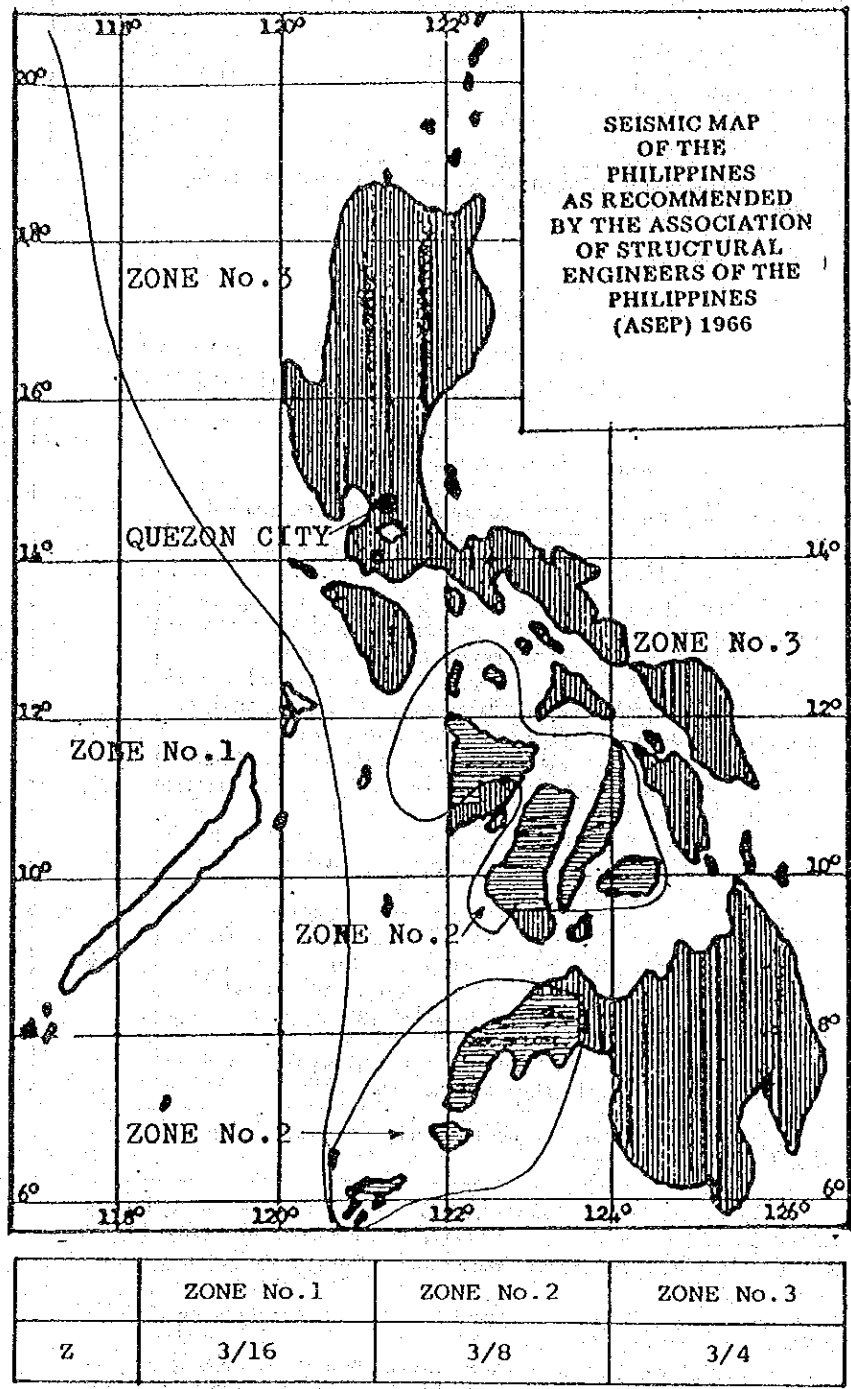 118° 120° 122°
20°
SEISMIC MAP
OF THE
PHILIPPINES
AS RECOMMENDED
BY THE ASSOCIATION
OF STRUCTURAL
ENGINEERS OF THE
PHILIPPINES
(ASEP) 1966
18°
ZONE No.3
16°
QUEZON CITY
14° 14°
ZONE No.3
12° 12°
ZONE No.1
10° 10°
ZONE No.2
8° 8°
ZONE No.2
6° 6°
118° 120° 122° 124° 126°
ZONE No.1 ZONE No.2 ZONE No.3
Z 3/16 3/8 3/4